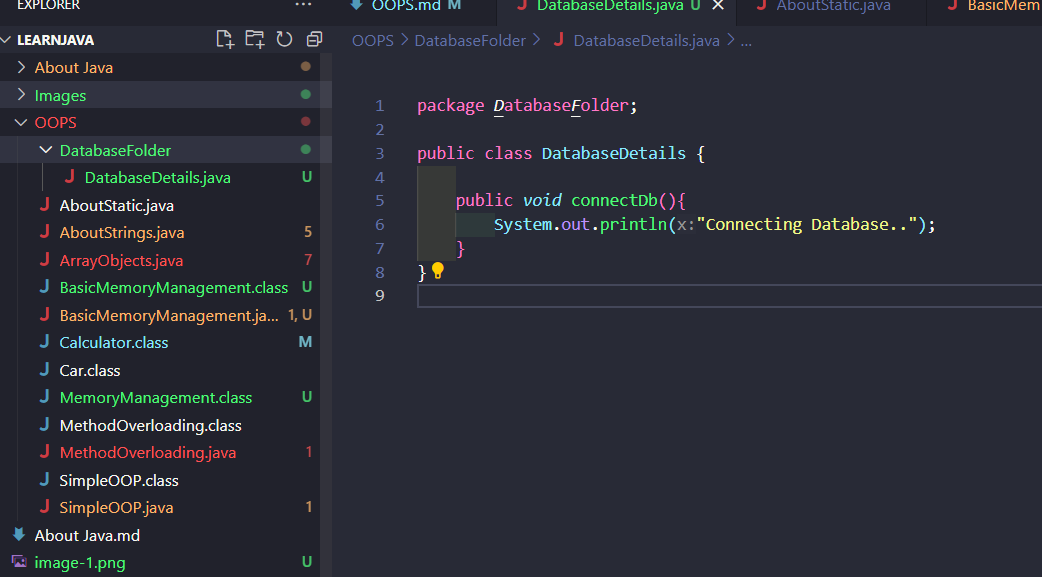 EXPLORER ...
OOPS.md M
DatabaseDetails.java U
AboutStatic.java
BasicMem
LEARNJAVA
OOPS > DatabaseFolder > DatabaseDetails.java > ...
About Java
Images
OOPS
DatabaseFolder
DatabaseDetails.java U
AboutStatic.java
AboutStrings.java 5
ArrayObjects.java 7
BasicMemoryManagement.class U
BasicMemoryManagement.ja... 1, U
Calculator.class M
Car.class
MemoryManagement.class U
MethodOverloading.class
MethodOverloading.java 1
SimpleOOP.class
SimpleOOP.java 1
About Java.md
image-1.png U
1 package DatabaseFolder;
2
3 public class DatabaseDetails {
4
5 public void connectDb(){
6 System.out.println(x:"Connecting Database..");
7 }
8 }
9